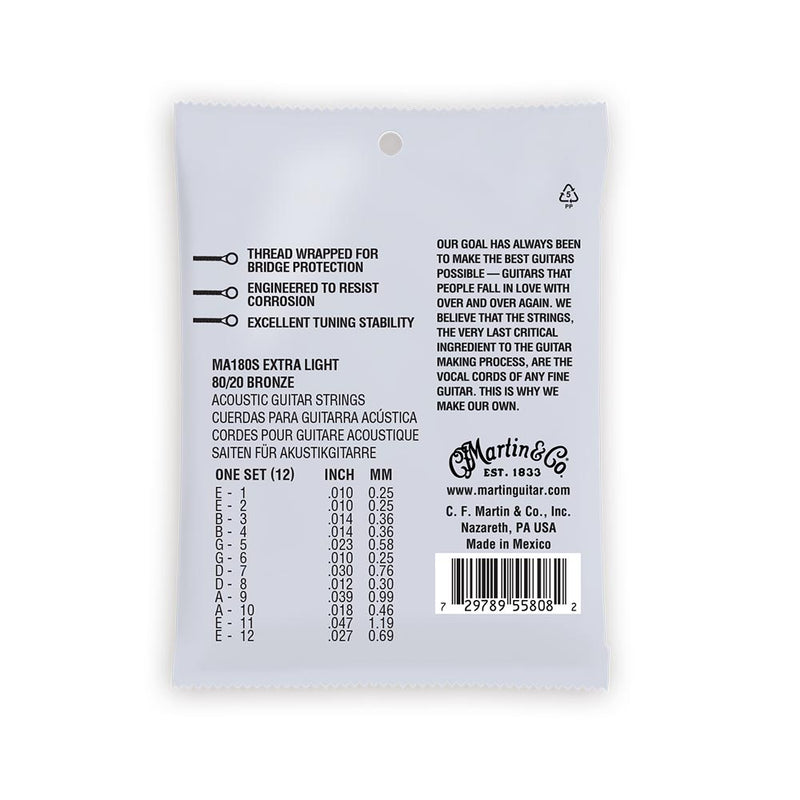 5
PP
THREAD WRAPPED FOR
BRIDGE PROTECTION
ENGINEERED TO RESIST
CORROSION
EXCELLENT TUNING STABILITY
MA180S EXTRA LIGHT
80/20 BRONZE
ACOUSTIC GUITAR STRINGS
CUERDAS PARA GUITARRA ACÚSTICA
CORDES POUR GUITARE ACOUSTIQUE
SAITEN FÜR AKUSTIKGITARRE
ONE SET (12) INCH MM
E - 1 .010 0.25
E - 2 .010 0.25
B - 3 .014 0.36
B - 4 .014 0.36
G - 5 .023 0.58
G - 6 .010 0.25
D - 7 .030 0.76
D - 8 .012 0.30
A - 9 .039 0.99
A - 10 .018 0.46
E - 11 .047 1.19
E - 12 .027 0.69
OUR GOAL HAS ALWAYS BEEN
TO MAKE THE BEST GUITARS
POSSIBLE — GUITARS THAT
PEOPLE FALL IN LOVE WITH
OVER AND OVER AGAIN. WE
BELIEVE THAT THE STRINGS,
THE VERY LAST CRITICAL
INGREDIENT TO THE GUITAR
MAKING PROCESS, ARE THE
VOCAL CORDS OF ANY FINE
GUITAR. THIS IS WHY WE
MAKE OUR OWN.
CF Martin & Co.
EST. 1833
www.martinguitar.com
C. F. Martin & Co., Inc.
Nazareth, PA USA
Made in Mexico
7 29789 55808 2